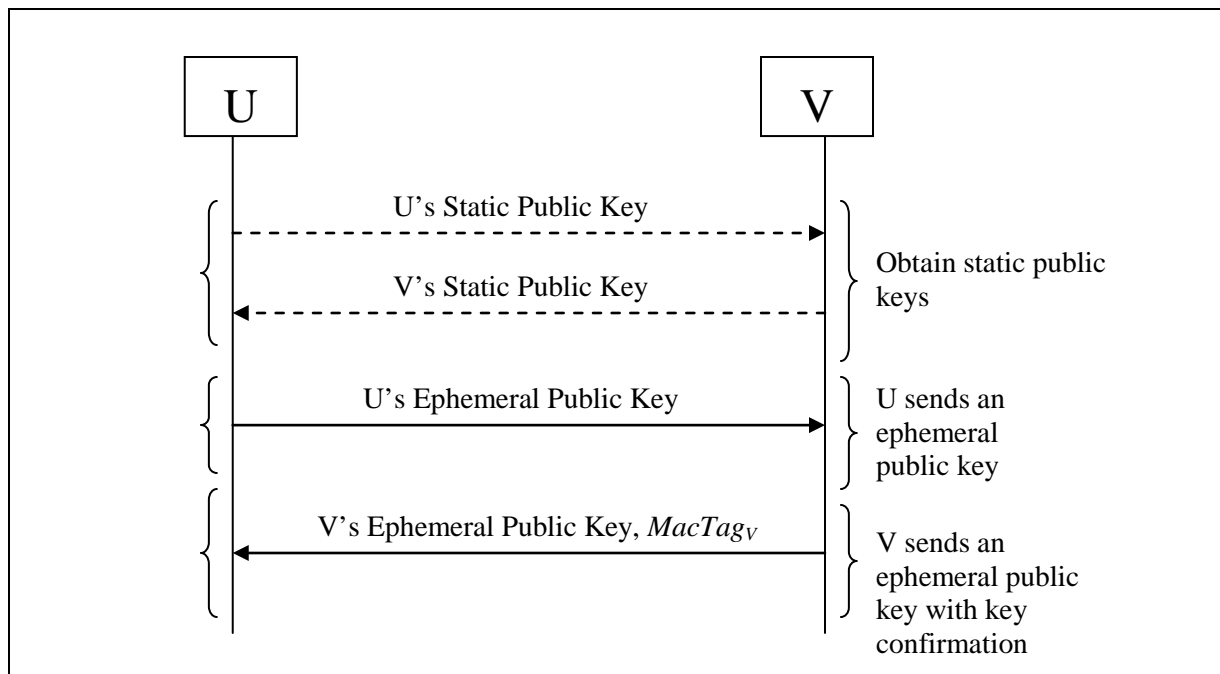 U
V
U’s Static Public Key
V’s Static Public Key
Obtain static public
keys
U’s Ephemeral Public Key
U sends an
ephemeral
public key
V’s Ephemeral Public Key, MacTagV
V sends an
ephemeral public
key with key
confirmation